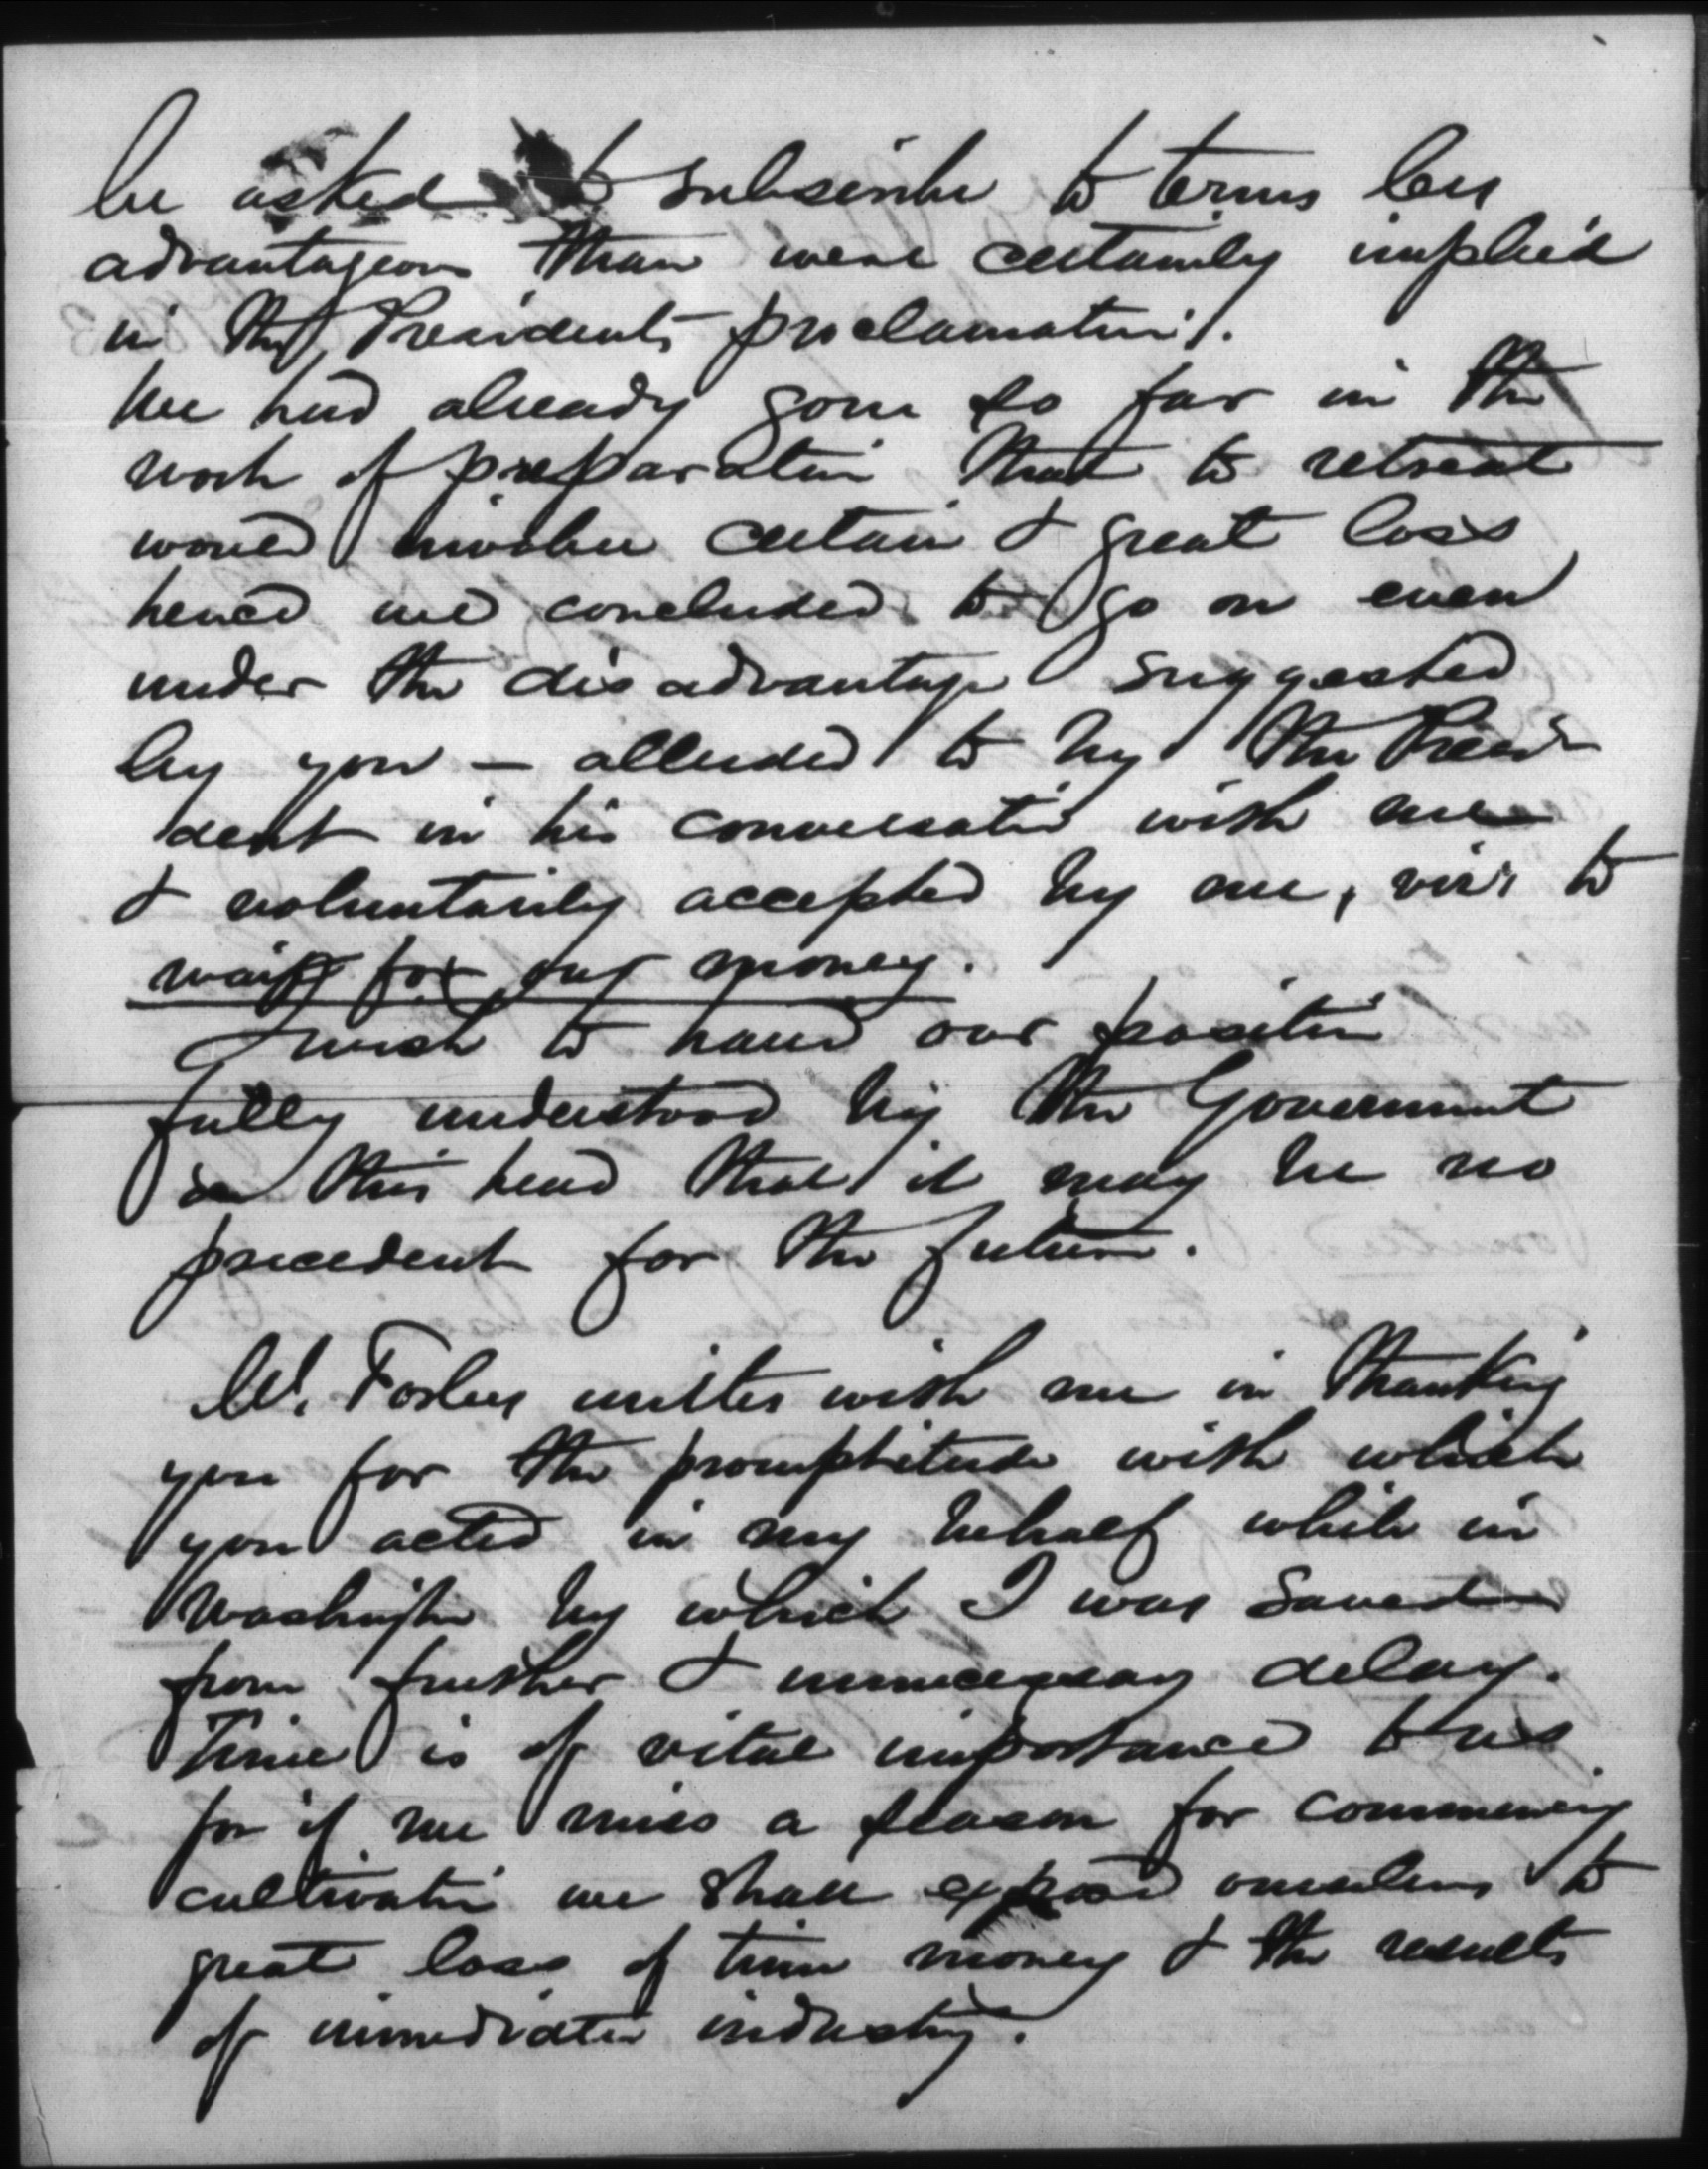 be asked to subscribe to terms less
advantageous than were certainly implied
in the Presidents proclamation.
We had already gone so far in the
work of preparation that to retreat
would involve certain & great loss
hence we concluded to go on even
under the disadvantage suggested
by you — alluded to by the Presi-
dent in his conversation with me
& voluntarily accepted by me, viz: to
wait for our money.
I wish to have our position
fully understood by the Government
on this head that it may be no
precedent for the future.
Mr. Forbes unites with me in thanking
you for the promptitude with which
you acted in my behalf while in
Washington by which I was saved
from further & unnecessary delay.
Time is of vital importance to us
for if we miss a season for commencing
cultivation we shall expose ourselves to
great loss of time money & the results
of immediate industry.